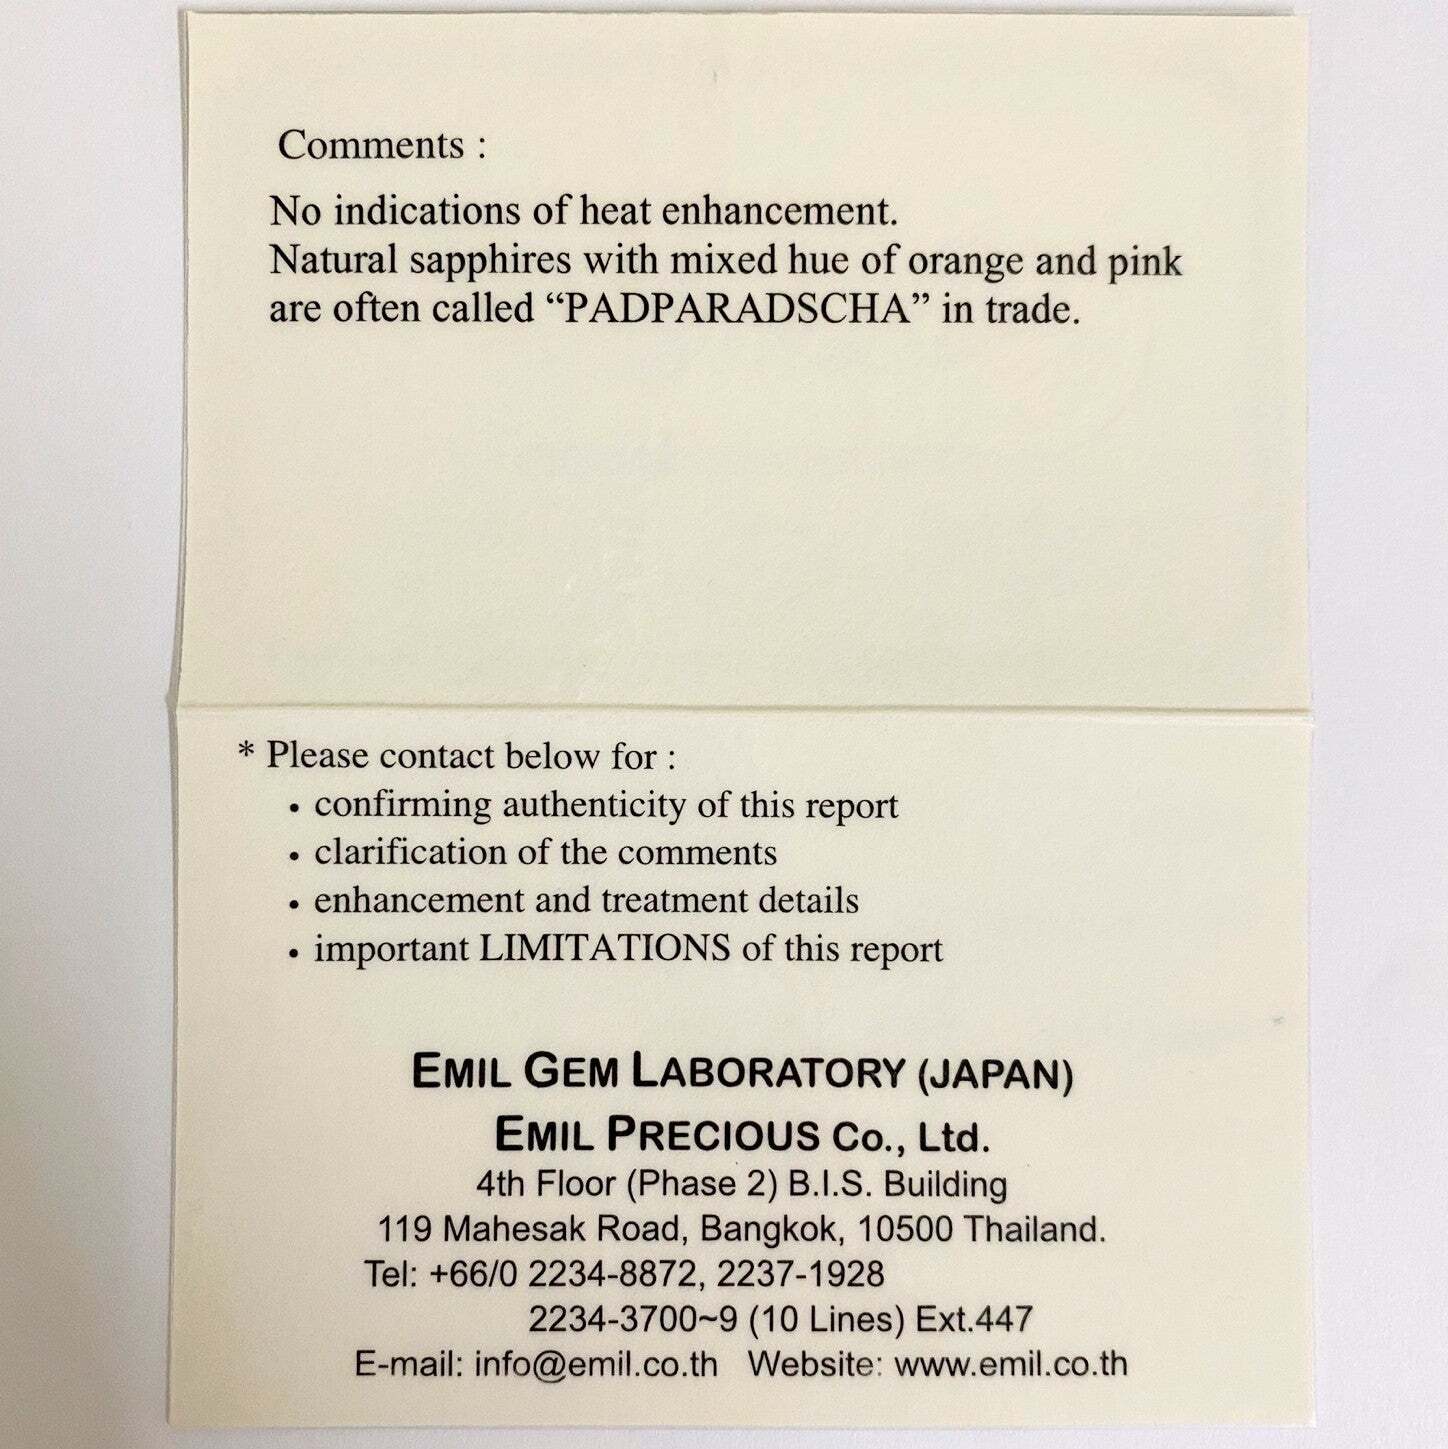 Comments :
No indications of heat enhancement.
Natural sapphires with mixed hue of orange and pink
are often called “PADPARADSCHA” in trade.
* Please contact below for :
• confirming authenticity of this report
• clarification of the comments
• enhancement and treatment details
• important LIMITATIONS of this report
EMIL GEM LABORATORY (JAPAN)
EMIL PRECIOUS Co., Ltd.
4th Floor (Phase 2) B.I.S. Building
119 Mahesak Road, Bangkok, 10500 Thailand.
Tel: +66/0 2234-8872, 2237-1928
2234-3700~9 (10 Lines) Ext.447
E-mail: info@emil.co.th Website: www.emil.co.th